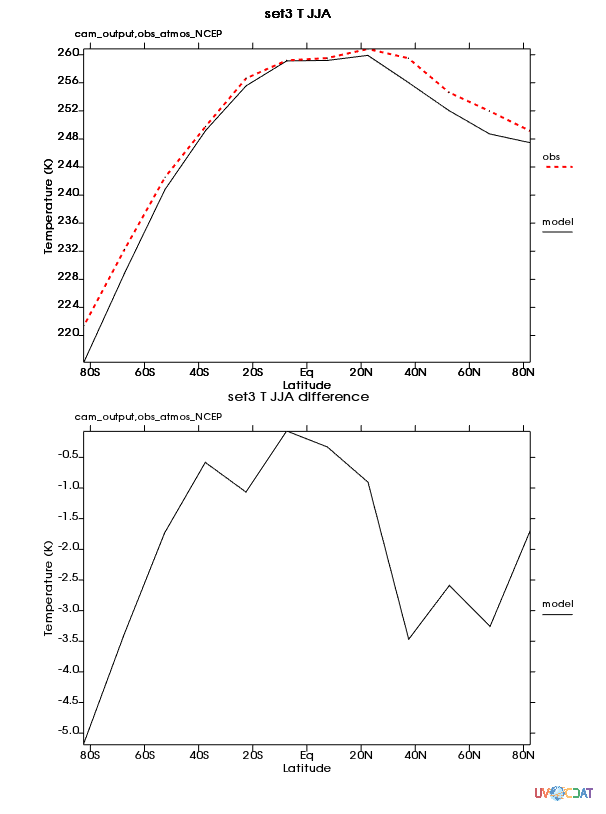 set3 T JJA
cam_output,obs_atmos_NCEP
260
256
252
248
244
240
236
232
228
224
220
Temperature (K)
80S 60S 40S 20S Eq 20N 40N 60N 80N
Latitude
obs
model
set3 T JJA difference
cam_output,obs_atmos_NCEP
-0.5
-1.0
-1.5
-2.0
-2.5
-3.0
-3.5
-4.0
-4.5
-5.0
Temperature (K)
80S 60S 40S 20S Eq 20N 40N 60N 80N
Latitude
model
UV CDAT